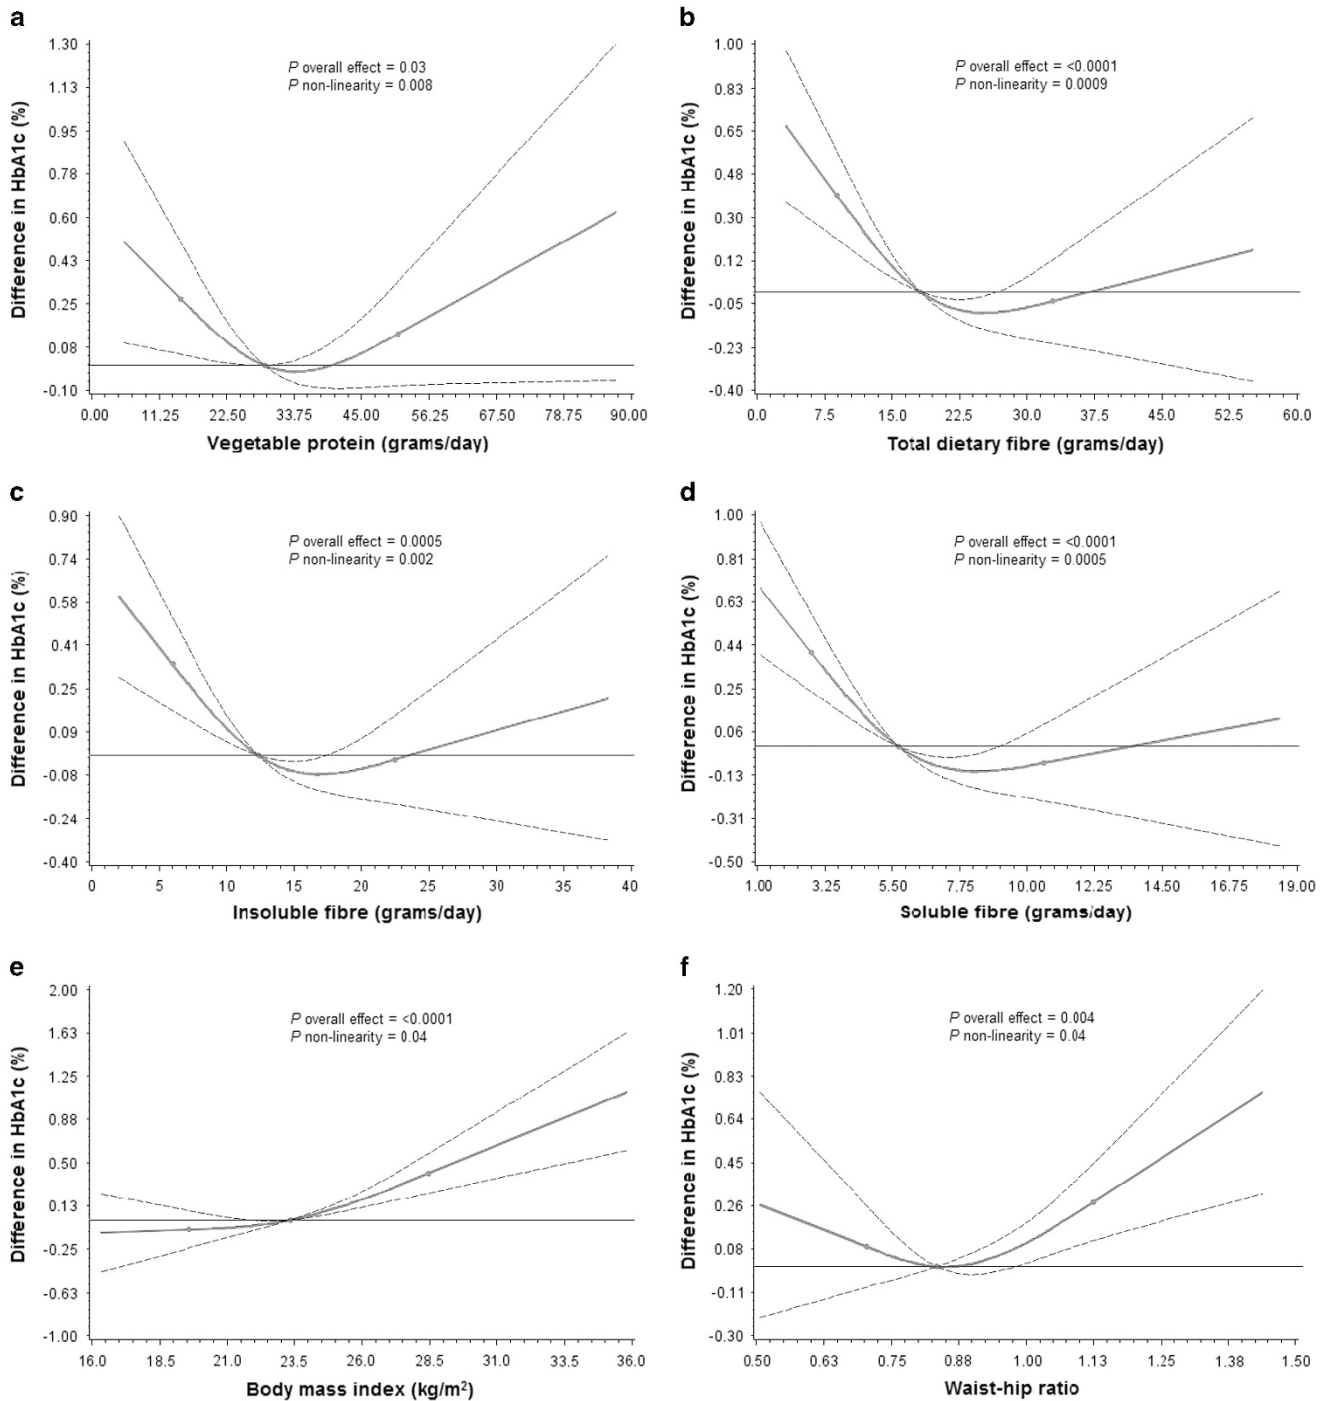 a
1.30
1.13
0.95
0.78
0.60
0.43
0.25
0.08
-0.10
Difference in HbA1c (%)
P overall effect = 0.03
P non-linearity = 0.008
0.00 11.25 22.50 33.75 45.00 56.25 67.50 78.75 90.00
Vegetable protein (grams/day)
b
1.00
0.83
0.65
0.48
0.30
0.12
-0.05
-0.23
-0.40
Difference in HbA1c (%)
P overall effect = <0.0001
P non-linearity = 0.0009
0.0 7.5 15.0 22.5 30.0 37.5 45.0 52.5 60.0
Total dietary fibre (grams/day)
c
0.90
0.74
0.58
0.41
0.25
0.09
-0.08
-0.24
-0.40
Difference in HbA1c (%)
P overall effect = 0.0005
P non-linearity = 0.002
0 5 10 15 20 25 30 35 40
Insoluble fibre (grams/day)
d
1.00
0.81
0.63
0.44
0.25
0.06
-0.13
-0.31
-0.50
Difference in HbA1c (%)
P overall effect = <0.0001
P non-linearity = 0.0005
1.00 3.25 5.50 7.75 10.00 12.25 14.50 16.75 19.00
Soluble fibre (grams/day)
e
2.00
1.63
1.25
0.88
0.50
0.13
-0.25
-0.63
-1.00
Difference in HbA1c (%)
P overall effect = <0.0001
P non-linearity = 0.04
16.0 18.5 21.0 23.5 26.0 28.5 31.0 33.5 36.0
Body mass index (kg/m²)
f
1.20
1.01
0.83
0.64
0.45
0.26
0.08
-0.11
-0.30
Difference in HbA1c (%)
P overall effect = 0.004
P non-linearity = 0.04
0.50 0.63 0.75 0.88 1.00 1.13 1.25 1.38 1.50
Waist-hip ratio